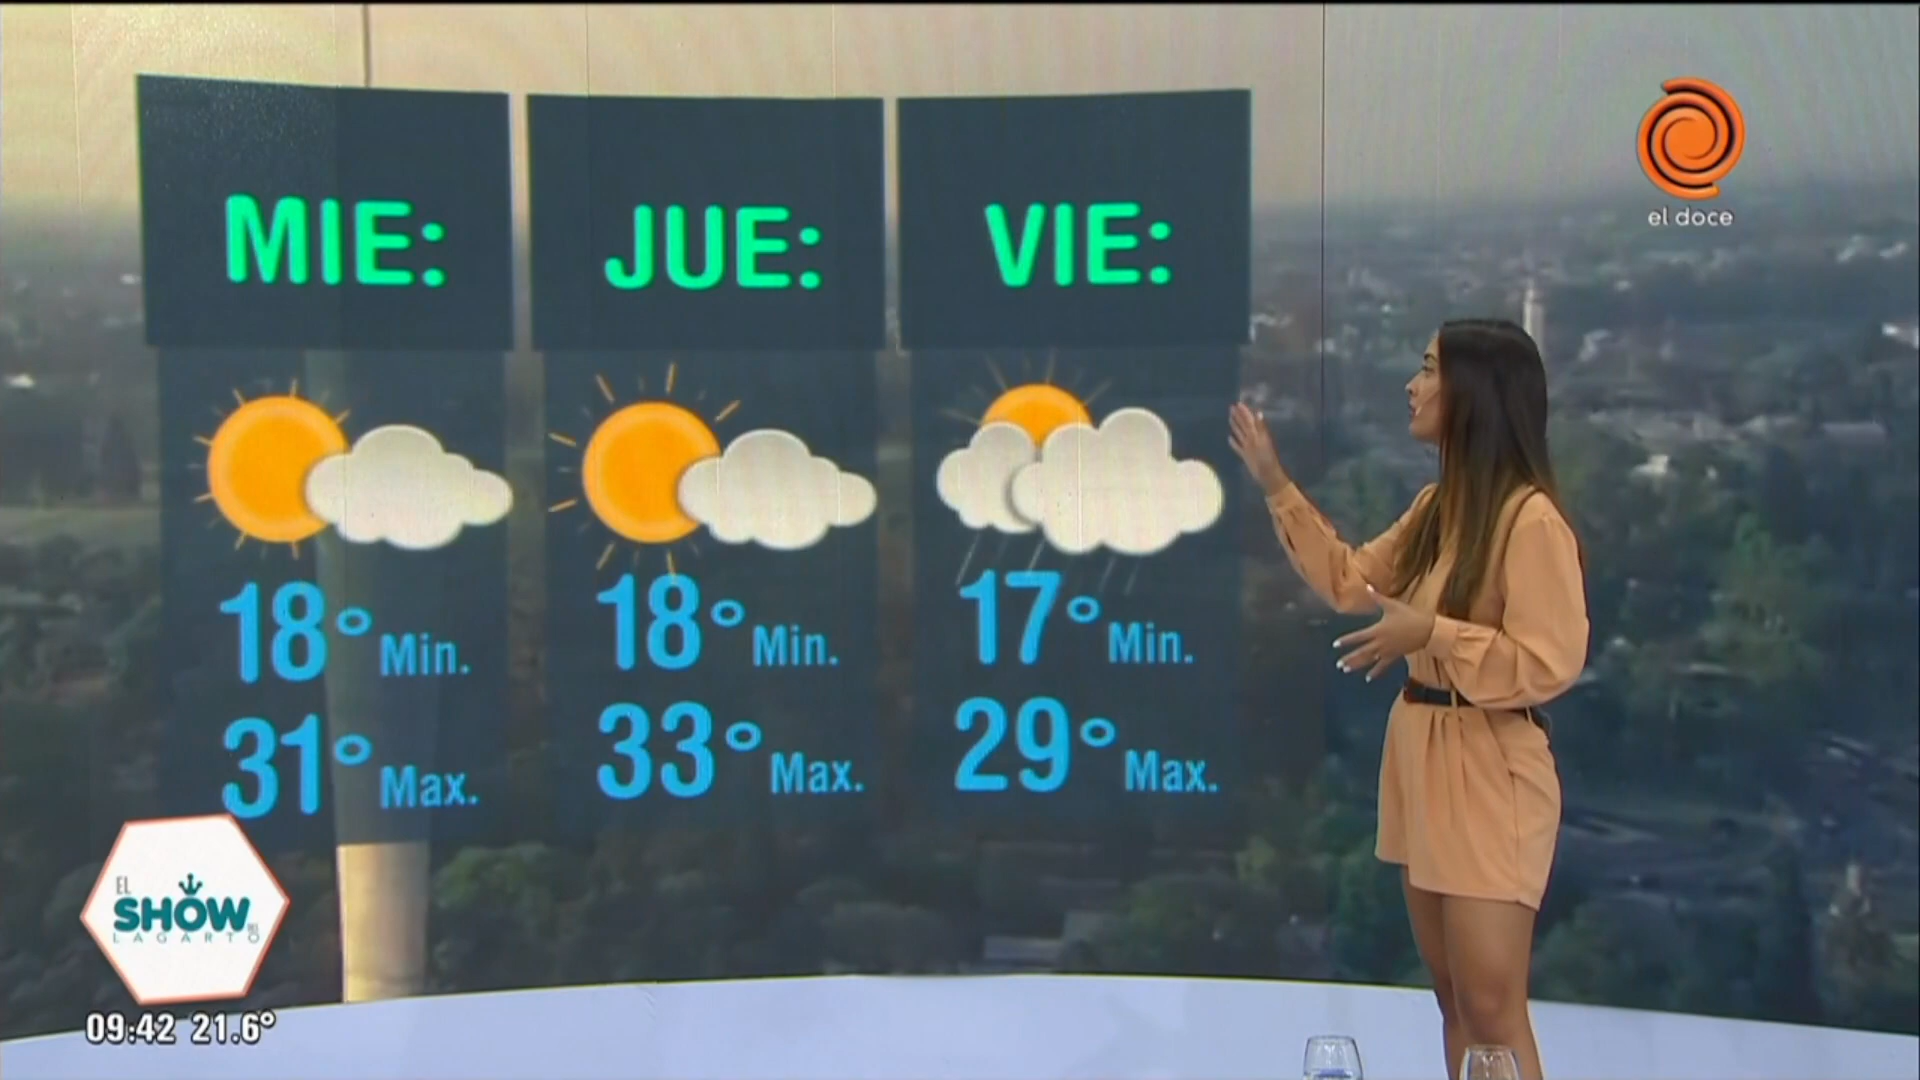 MIE:
JUE:
VIE:
18° Min.
18° Min.
17° Min.
31° Max.
33° Max.
29° Max.
el doce
EL
SHOW
DEL
LAGARTO
09:42 21.6°